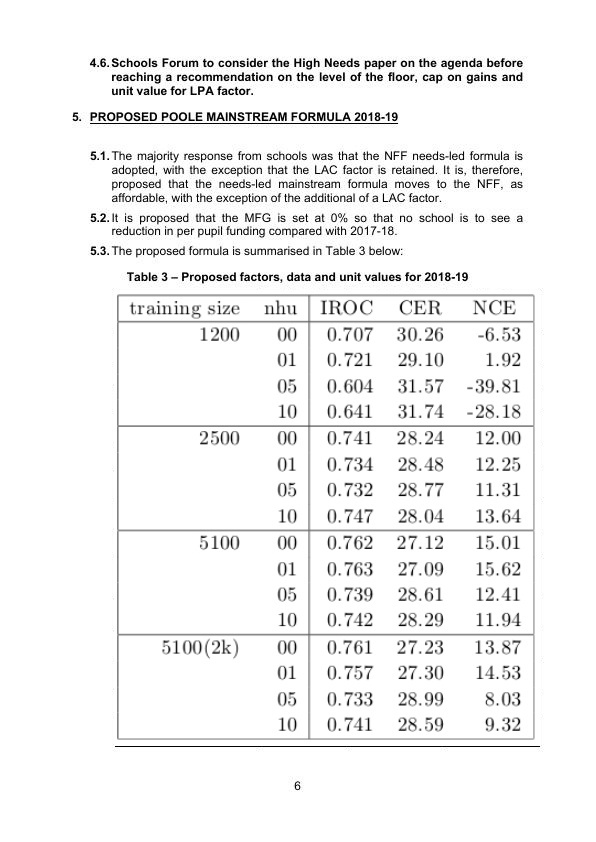 4.6. Schools Forum to consider the High Needs paper on the agenda before
reaching a recommendation on the level of the floor, cap on gains and
unit value for LPA factor.
5. PROPOSED POOLE MAINSTREAM FORMULA 2018-19
5.1. The majority response from schools was that the NFF needs-led formula is
adopted, with the exception that the LAC factor is retained. It is, therefore,
proposed that the needs-led mainstream formula moves to the NFF, as
affordable, with the exception of the additional of a LAC factor.
5.2. It is proposed that the MFG is set at 0% so that no school is to see a
reduction in per pupil funding compared with 2017-18.
5.3. The proposed formula is summarised in Table 3 below:
Table 3 – Proposed factors, data and unit values for 2018-19
training size nhu IROC CER NCE
1200 00 0.707 30.26 -6.53
01 0.721 29.10 1.92
05 0.604 31.57 -39.81
10 0.641 31.74 -28.18
2500 00 0.741 28.24 12.00
01 0.734 28.48 12.25
05 0.732 28.77 11.31
10 0.747 28.04 13.64
5100 00 0.762 27.12 15.01
01 0.763 27.09 15.62
05 0.739 28.61 12.41
10 0.742 28.29 11.94
5100(2k) 00 0.761 27.23 13.87
01 0.757 27.30 14.53
05 0.733 28.99 8.03
10 0.741 28.59 9.32
6